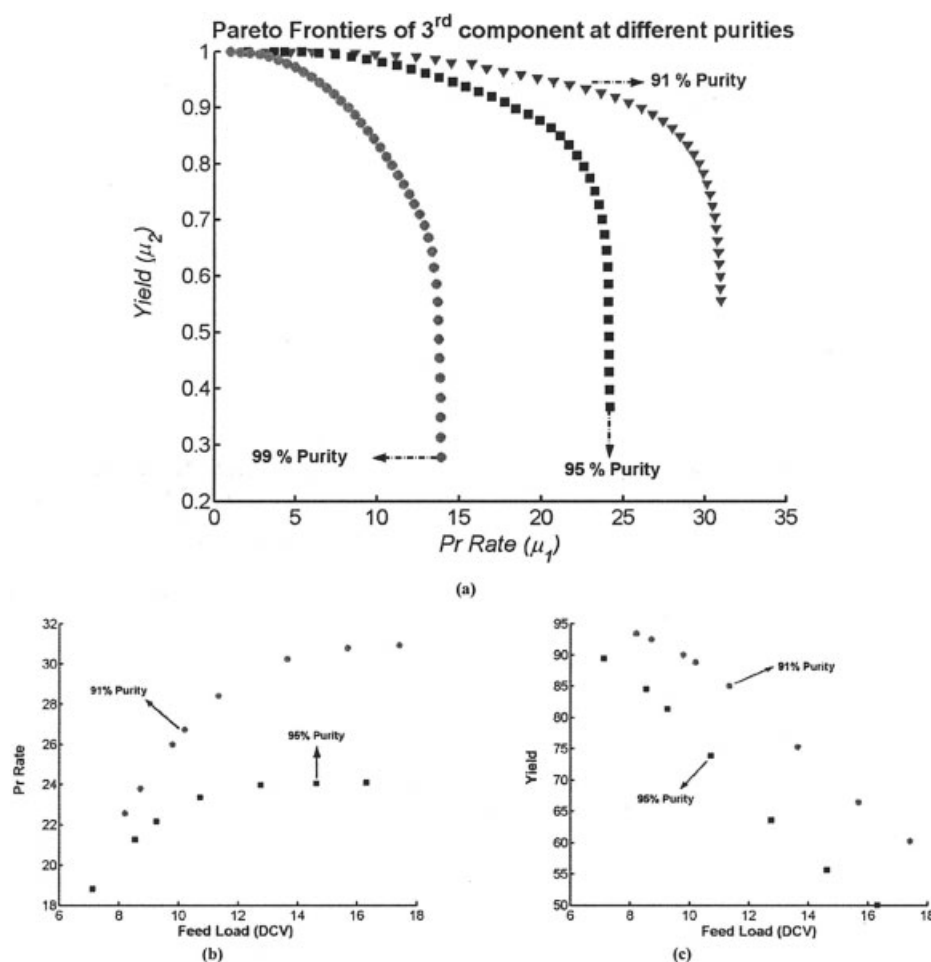 Pareto Frontiers of 3rd component at different purities
1
0.9
0.8
0.7
0.6
0.5
0.4
0.3
0.2
Yield (μ2)
91 % Purity
99 % Purity
95 % Purity
0 5 10 15 20 25 30 35
Pr Rate (μ1)
(a)
32
30
28
26
24
22
20
18
Pr Rate
91% Purity
95% Purity
6 8 10 12 14 16 18
Feed Load (DCV)
(b)
95
90
85
80
75
70
65
60
55
50
Yield
91% Purity
95% Purity
6 8 10 12 14 16 18
Feed Load (DCV)
(c)